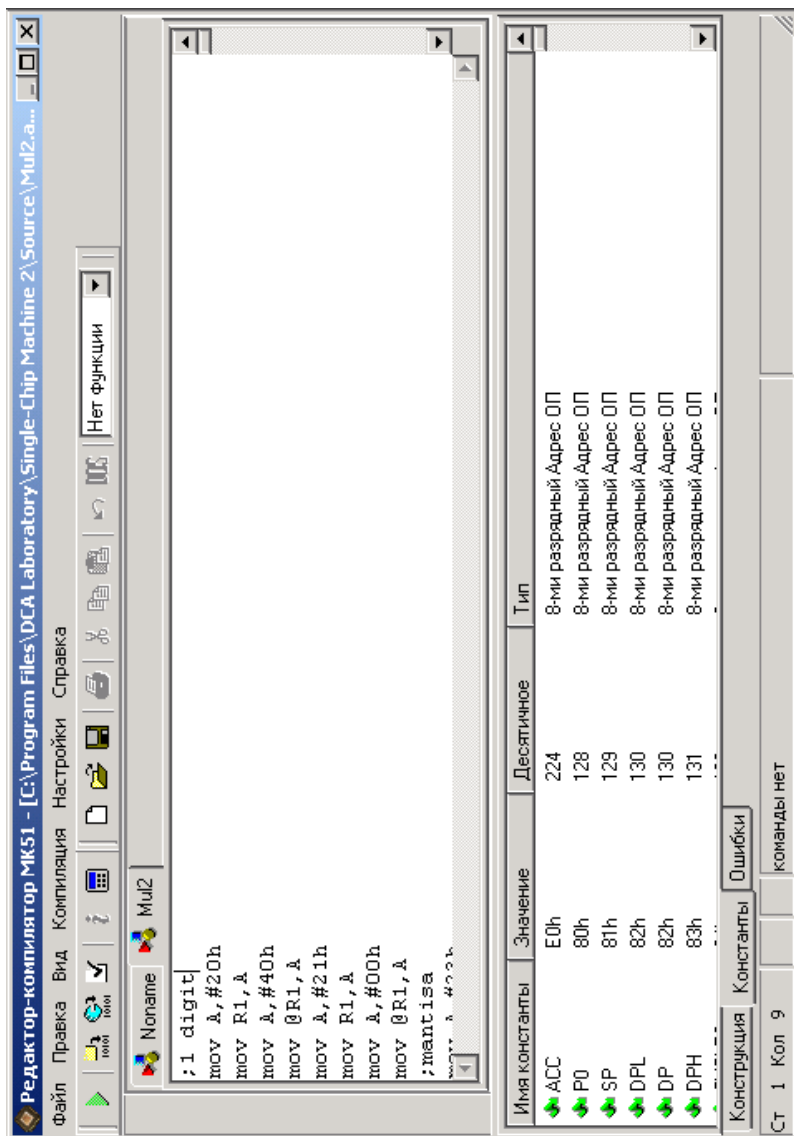 Редактор-компилятор МК51 - [C:\Program Files\DCA Laboratory\Single-Chip Machine 2\Source\Mul2.a...
Файл Правка Вид Компиляция Настройки Справка
Нет функции
Noname Mul2
;1 digit
mov A,#20h
mov R1,A
mov A,#40h
mov @R1,A
mov A,#21h
mov R1,A
mov A,#00h
mov @R1,A
;mantisa
Имя константы Значение Десятичное Тип
ACC E0h 224 8-ми разрядный Адрес ОП
P0 80h 128 8-ми разрядный Адрес ОП
SP 81h 129 8-ми разрядный Адрес ОП
DPL 82h 130 8-ми разрядный Адрес ОП
DP 82h 130 8-ми разрядный Адрес ОП
DPH 83h 131 8-ми разрядный Адрес ОП
Конструкция Константы Ошибки
Ст 1 Кол 9 команды нет